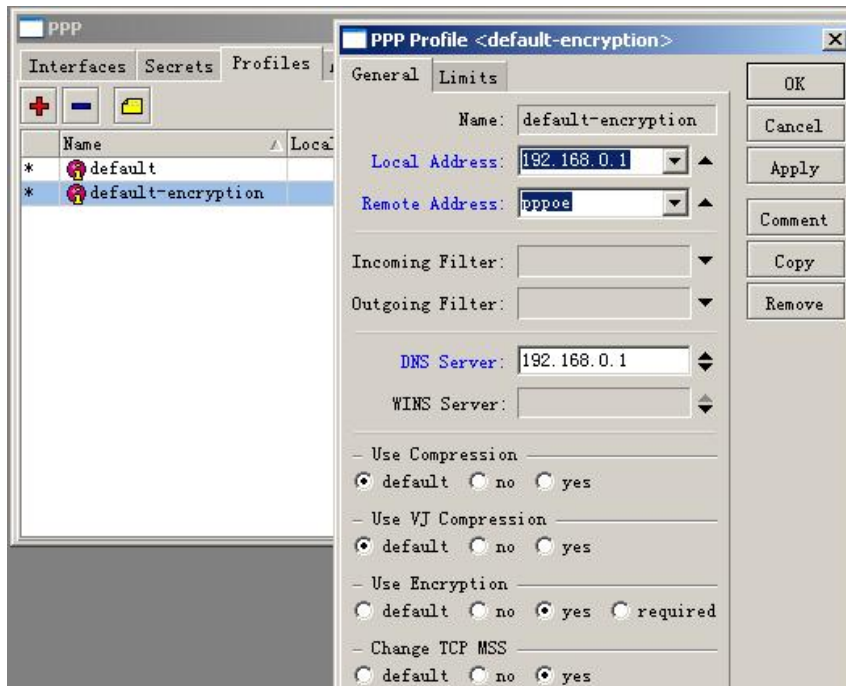 PPP
Interfaces Secrets Profiles
Name Local
* default
* default-encryption
PPP Profile <default-encryption>
General Limits
Name: default-encryption
Local Address: 192.168.0.1
Remote Address: pppoe
Incoming Filter:
Outgoing Filter:
DNS Server: 192.168.0.1
WINS Server:
Use Compression
default no yes
Use VJ Compression
default no yes
Use Encryption
default no yes required
Change TCP MSS
default no yes
OK
Cancel
Apply
Comment
Copy
Remove